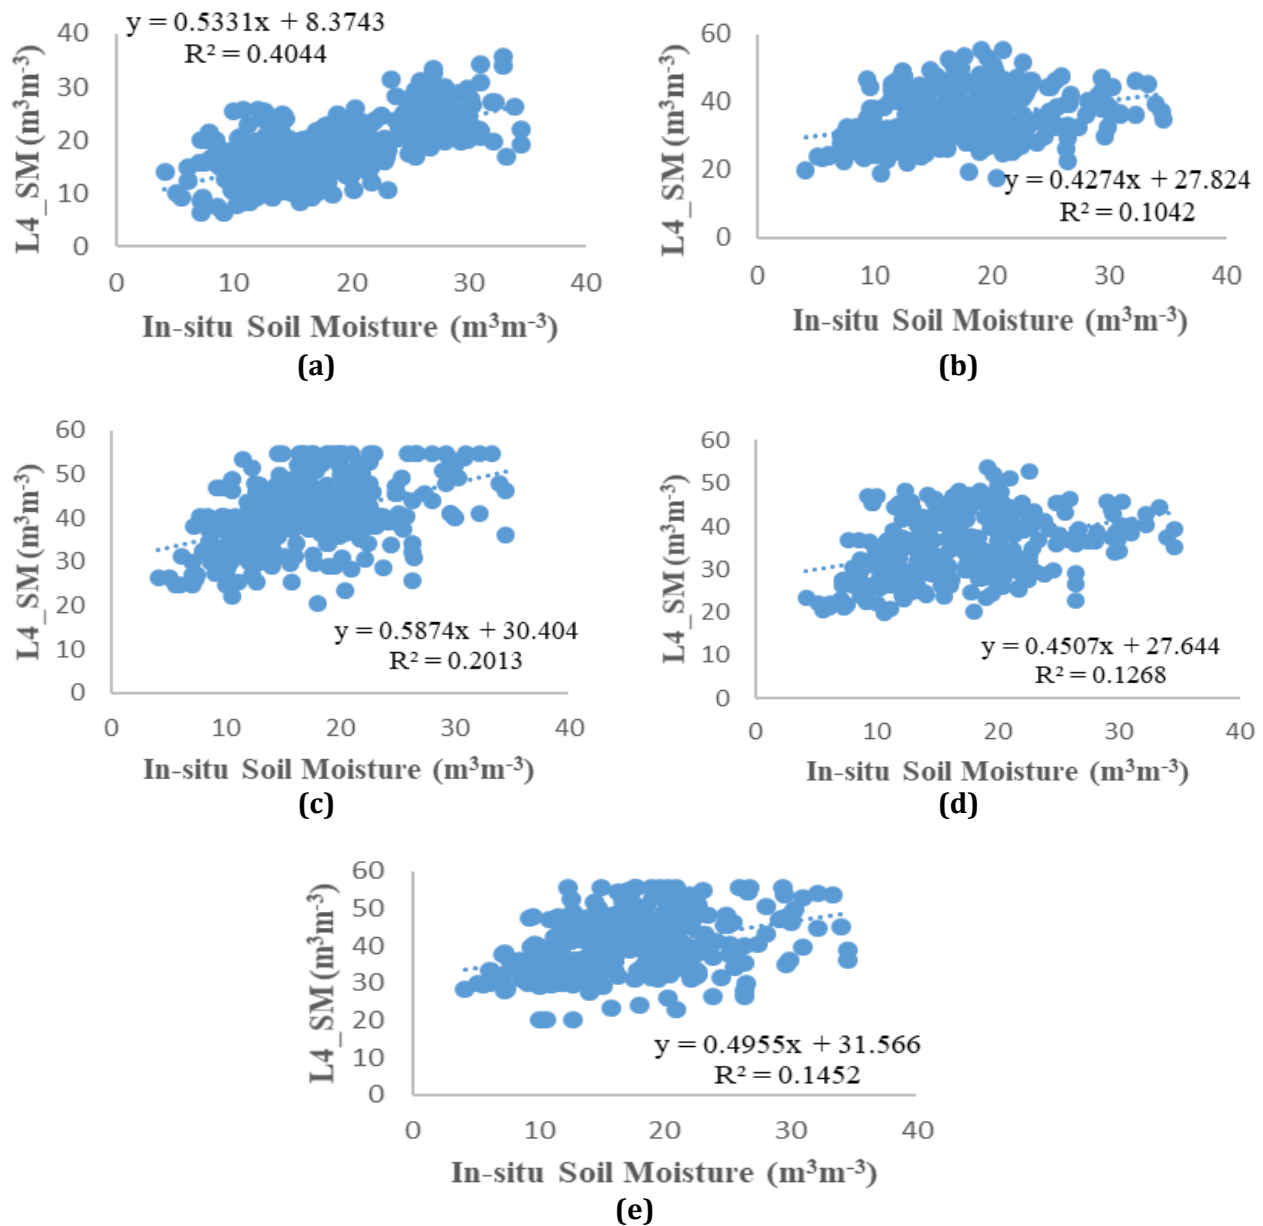 y = 0.5331x + 8.3743
R² = 0.4044
L4_SM (m³m⁻³)
40
30
20
10
0
0 10 20 30 40
In-situ Soil Moisture (m³m⁻³)
(a)
L4_SM (m³m⁻³)
60
40
20
0
y = 0.4274x + 27.824
R² = 0.1042
0 10 20 30 40
In-situ Soil Moisture (m³m⁻³)
(b)
L4_SM (m³m⁻³)
60
50
40
30
20
10
0
y = 0.5874x + 30.404
R² = 0.2013
0 10 20 30 40
In-situ Soil Moisture (m³m⁻³)
(c)
L4_SM (m³m⁻³)
60
50
40
30
20
10
0
y = 0.4507x + 27.644
R² = 0.1268
0 10 20 30 40
In-situ Soil Moisture (m³m⁻³)
(d)
L4_SM (m³m⁻³)
60
50
40
30
20
10
0
y = 0.4955x + 31.566
R² = 0.1452
0 10 20 30 40
In-situ Soil Moisture (m³m⁻³)
(e)